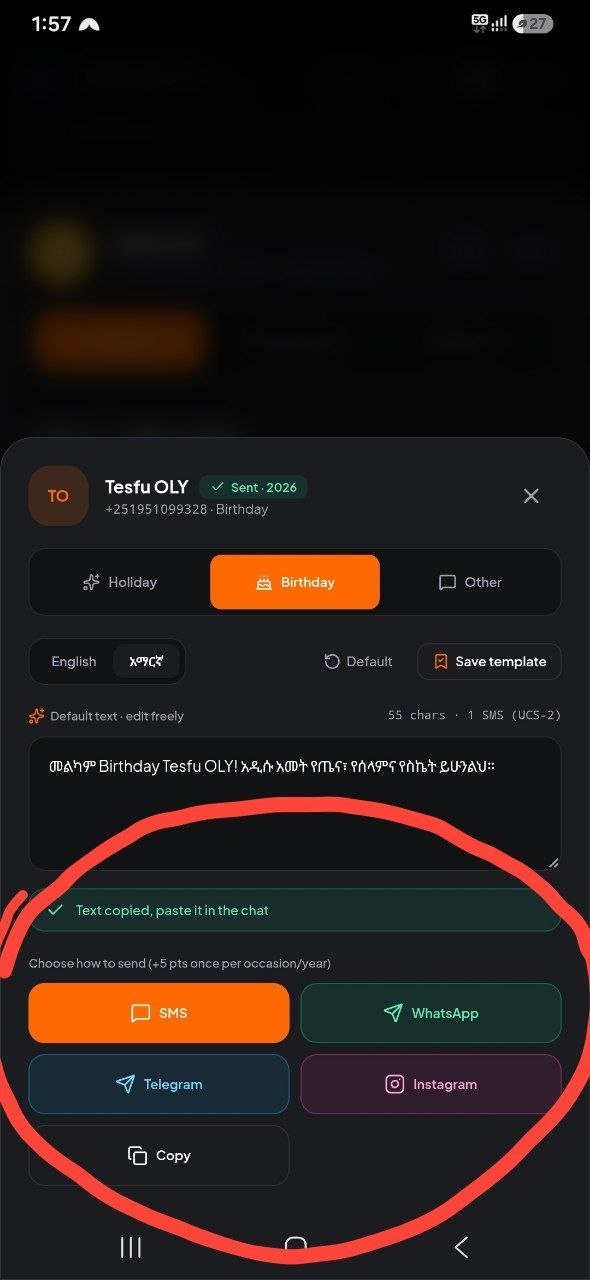 1:57
5G
27
TO
Tesfu OLY
Sent · 2026
+251951099328 · Birthday
Holiday
Birthday
Other
English
አማርኛ
Default
Save template
Default text · edit freely
55 chars · 1 SMS (UCS-2)
መልካም Birthday Tesfu OLY! አዲሱ አመት የጤና፣ የሰላምና የስኬት ይሁንልህ።
Text copied, paste it in the chat
Choose how to send (+5 pts once per occasion/year)
SMS
WhatsApp
Telegram
Instagram
Copy